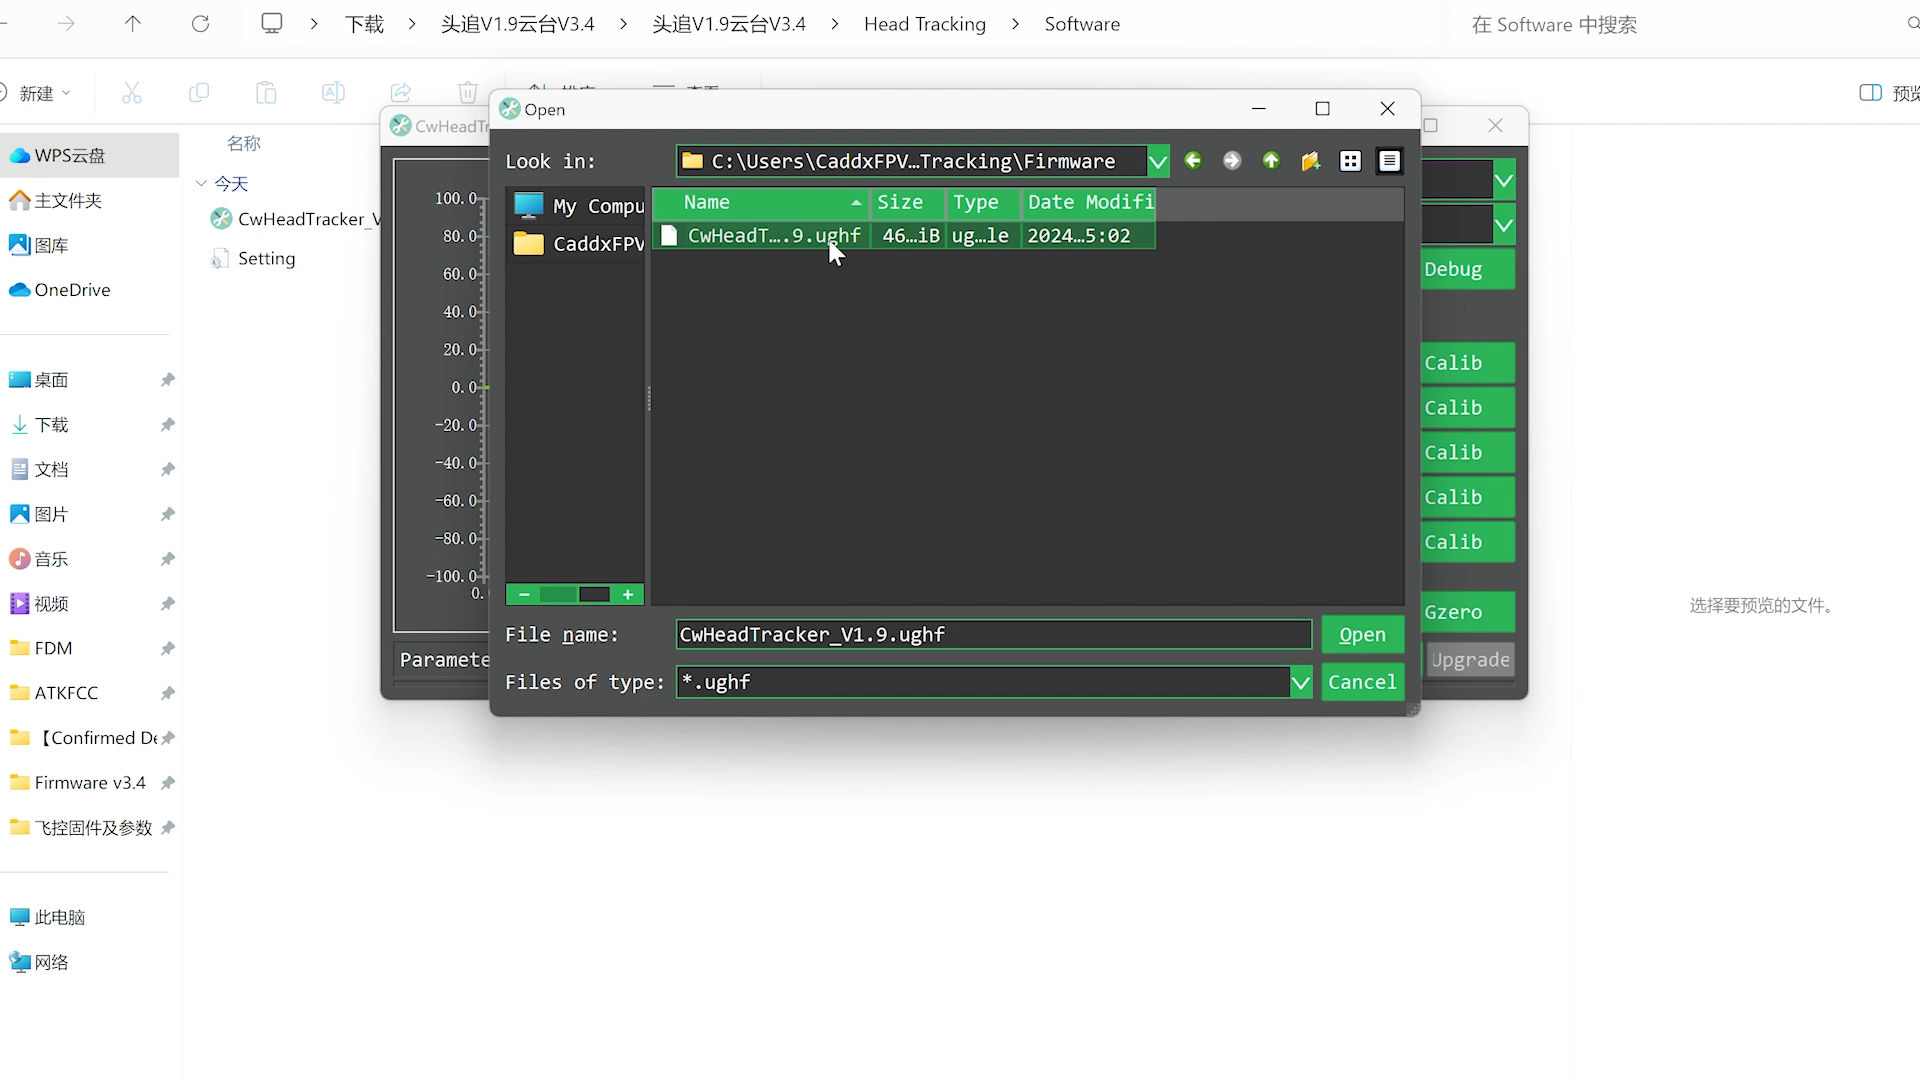 下载 > 头追V1.9云台V3.4 > 头追V1.9云台V3.4 > Head Tracking > Software
在 Software 中搜索
新建
预览
WPS云盘
主文件夹
图库
OneDrive
桌面
下载
文档
图片
音乐
视频
FDM
ATKFCC
【Confirmed De
Firmware v3.4
飞控固件及参数
此电脑
网络
名称
今天
CwHeadTracker_V
Setting
CwHeadTr
100.0
80.0
60.0
40.0
20.0
0.0
-20.0
-40.0
-60.0
-80.0
-100.0
0.
Paramete
Open
Look in:
C:\Users\CaddxFPV…Tracking\Firmware
My Compu
CaddxFPV
Name Size Type Date Modifi
CwHeadT….9.ughf 46…iB ug…le 2024…5:02
File name:
CwHeadTracker_V1.9.ughf
Open
Files of type:
*.ughf
Cancel
Debug
Calib
Calib
Calib
Calib
Calib
Gzero
Upgrade
选择要预览的文件。